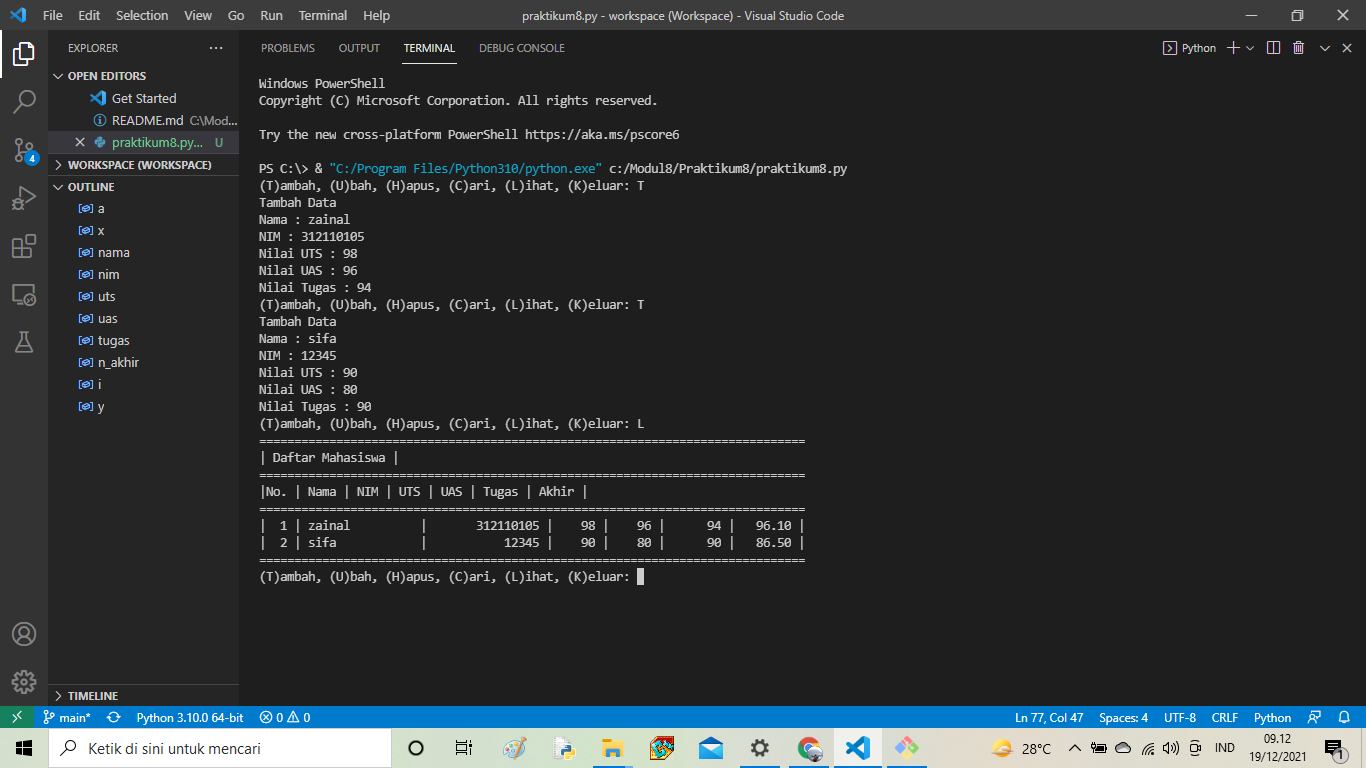 File Edit Selection View Go Run Terminal Help praktikum8.py - workspace (Workspace) - Visual Studio Code
EXPLORER
OPEN EDITORS
Get Started
README.md C:\Mod...
praktikum8.py... U
WORKSPACE (WORKSPACE)
OUTLINE
a
x
nama
nim
uts
uas
tugas
n_akhir
i
y
TIMELINE
4
PROBLEMS OUTPUT TERMINAL DEBUG CONSOLE Python
Windows PowerShell
Copyright (C) Microsoft Corporation. All rights reserved.
Try the new cross-platform PowerShell https://aka.ms/pscore6
PS C:\> & "C:/Program Files/Python310/python.exe" c:/Modul8/Praktikum8/praktikum8.py
(T)ambah, (U)bah, (H)apus, (C)ari, (L)ihat, (K)eluar: T
Tambah Data
Nama : zainal
NIM : 312110105
Nilai UTS : 98
Nilai UAS : 96
Nilai Tugas : 94
(T)ambah, (U)bah, (H)apus, (C)ari, (L)ihat, (K)eluar: T
Tambah Data
Nama : sifa
NIM : 12345
Nilai UTS : 90
Nilai UAS : 80
Nilai Tugas : 90
(T)ambah, (U)bah, (H)apus, (C)ari, (L)ihat, (K)eluar: L
==============================================================================
| Daftar Mahasiswa |
==============================================================================
|No. | Nama | NIM | UTS | UAS | Tugas | Akhir |
==============================================================================
|  1 | zainal          |       312110105 |    98 |    96 |      94 |   96.10 |
|  2 | sifa            |           12345 |    90 |    80 |      90 |   86.50 |
==============================================================================
(T)ambah, (U)bah, (H)apus, (C)ari, (L)ihat, (K)eluar:
main* Python 3.10.0 64-bit 0 0 Ln 77, Col 47 Spaces: 4 UTF-8 CRLF Python
Ketik di sini untuk mencari 28°C IND 09.12
19/12/2021
1